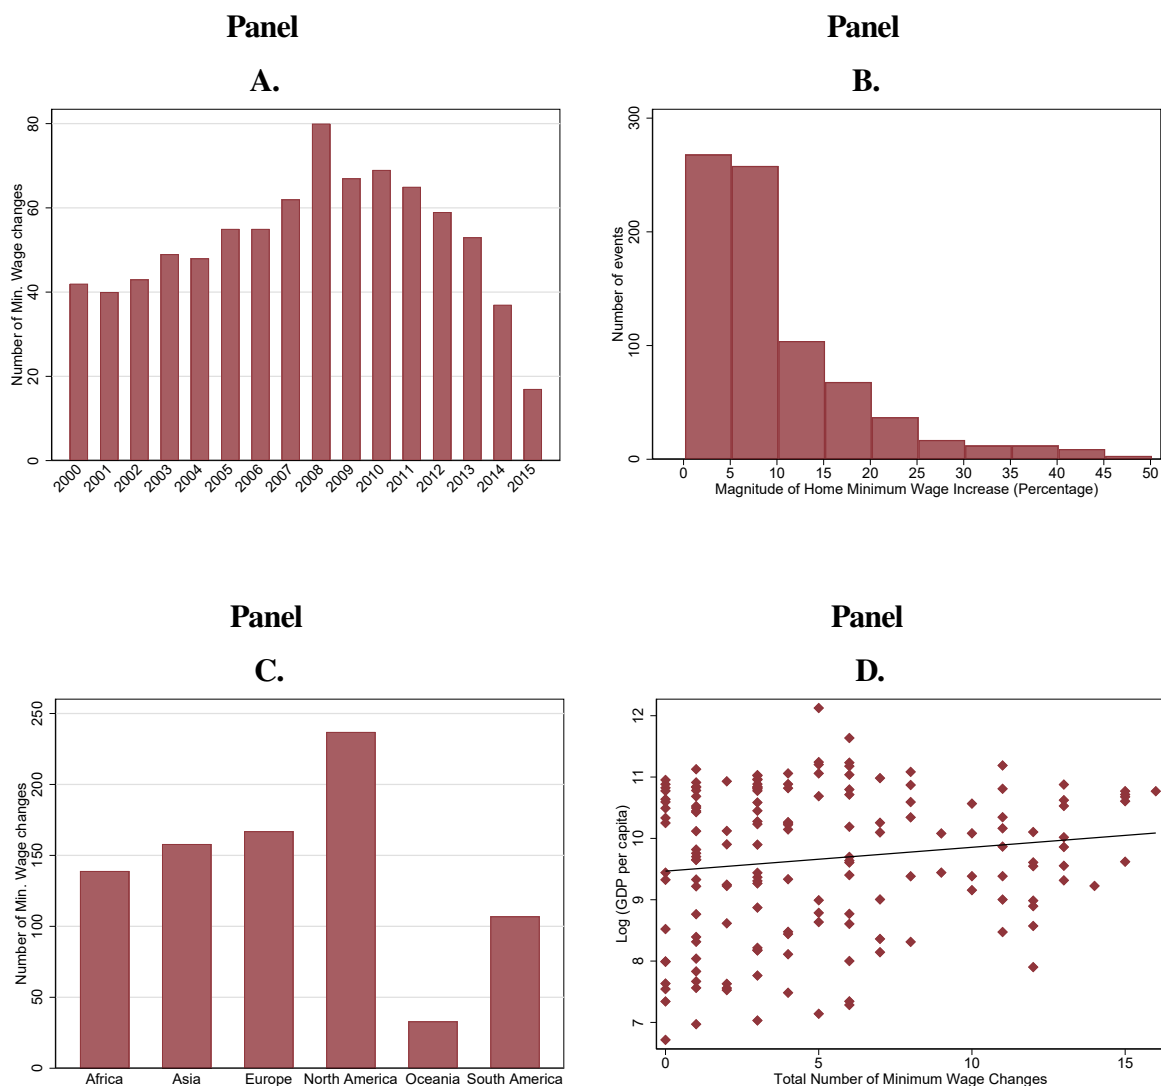 Panel
A.
Number of Min. Wage changes
80
60
40
20
0
2000 2001 2002 2003 2004 2005 2006 2007 2008 2009 2010 2011 2012 2013 2014 2015
Panel
B.
Number of events
300
200
100
0
0 5 10 15 20 25 30 35 40 45 50
Magnitude of Home Minimum Wage Increase (Percentage)
Panel
C.
Number of Min. Wage changes
250
200
150
100
50
0
Africa Asia Europe North America Oceania South America
Panel
D.
Log (GDP per capita)
12
11
10
9
8
7
0 5 10 15
Total Number of Minimum Wage Changes